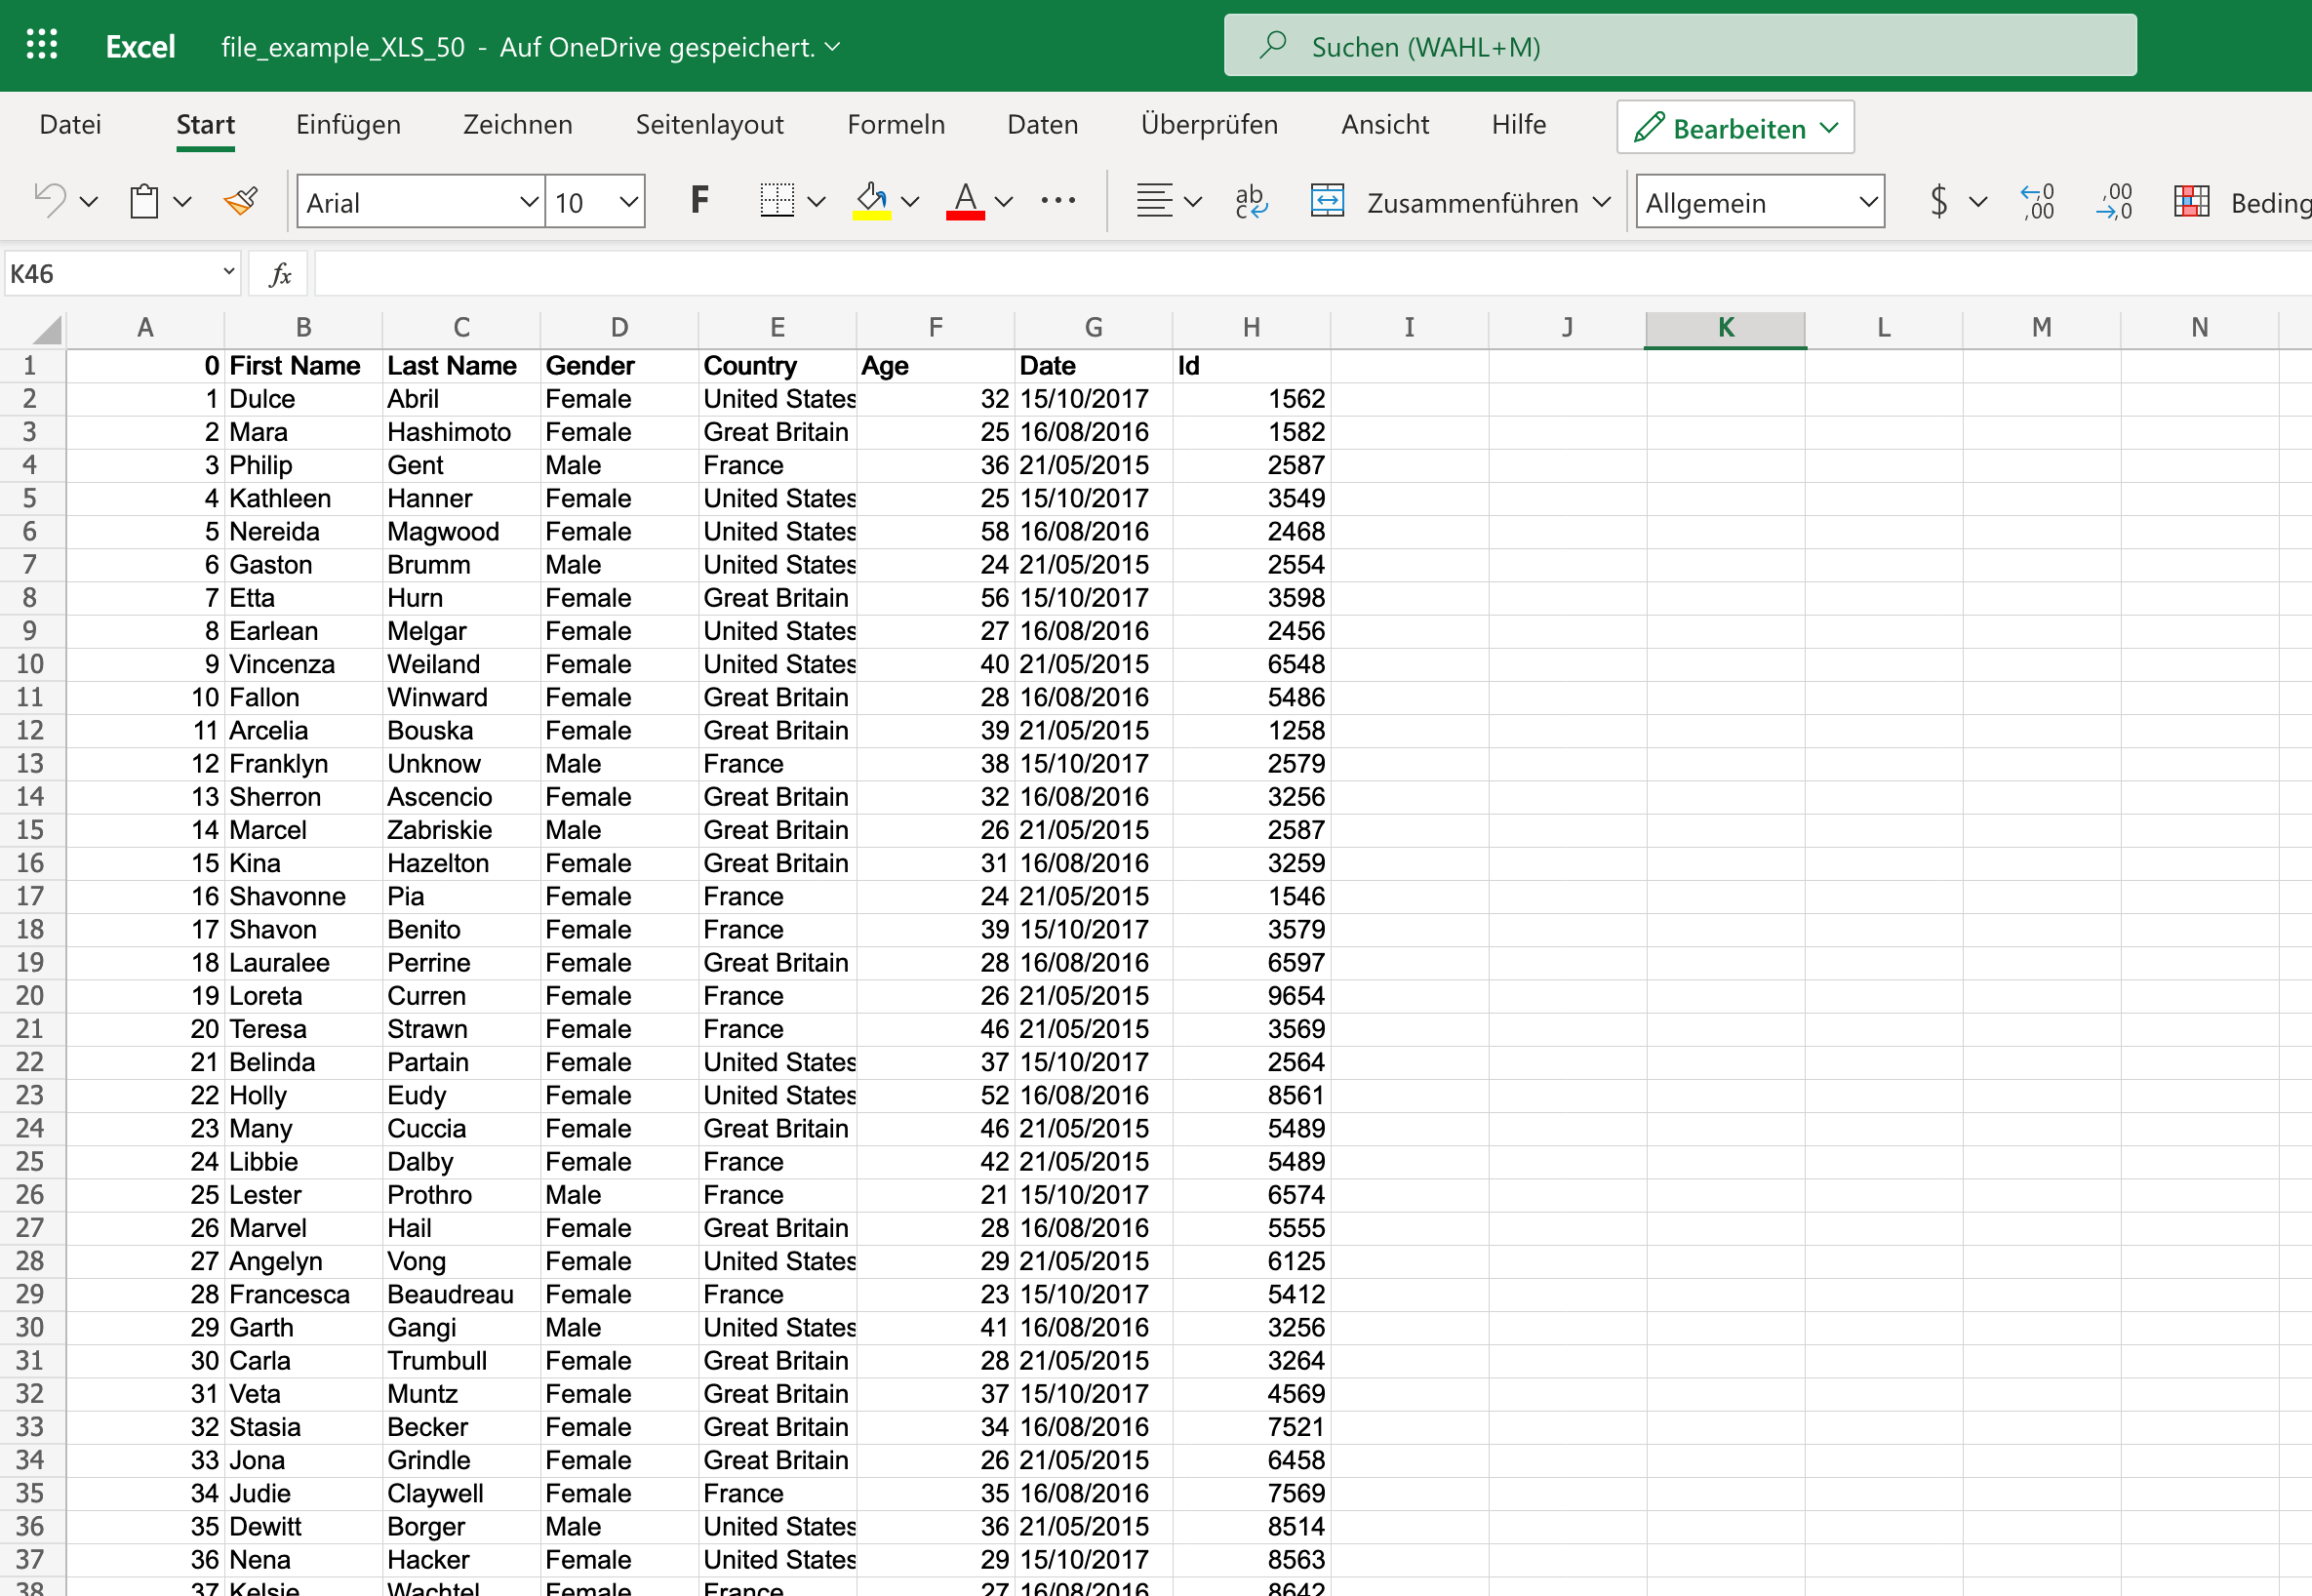 Excel file_example_XLS_50 - Auf OneDrive gespeichert. Suchen (WAHL+M)
Datei Start Einfügen Zeichnen Seitenlayout Formeln Daten Überprüfen Ansicht Hilfe Bearbeiten
Arial 10 F A ... ab c Zusammenführen Allgemein $ ,0 ,00 ,00 ,0 Beding
K46 fx
A B C D E F G H I J K L M N
1 0 First Name Last Name Gender Country Age Date Id
2 1 Dulce Abril Female United States 32 15/10/2017 1562
3 2 Mara Hashimoto Female Great Britain 25 16/08/2016 1582
4 3 Philip Gent Male France 36 21/05/2015 2587
5 4 Kathleen Hanner Female United States 25 15/10/2017 3549
6 5 Nereida Magwood Female United States 58 16/08/2016 2468
7 6 Gaston Brumm Male United States 24 21/05/2015 2554
8 7 Etta Hurn Female Great Britain 56 15/10/2017 3598
9 8 Earlean Melgar Female United States 27 16/08/2016 2456
10 9 Vincenza Weiland Female United States 40 21/05/2015 6548
11 10 Fallon Winward Female Great Britain 28 16/08/2016 5486
12 11 Arcelia Bouska Female Great Britain 39 21/05/2015 1258
13 12 Franklyn Unknow Male France 38 15/10/2017 2579
14 13 Sherron Ascencio Female Great Britain 32 16/08/2016 3256
15 14 Marcel Zabriskie Male Great Britain 26 21/05/2015 2587
16 15 Kina Hazelton Female Great Britain 31 16/08/2016 3259
17 16 Shavonne Pia Female France 24 21/05/2015 1546
18 17 Shavon Benito Female France 39 15/10/2017 3579
19 18 Lauralee Perrine Female Great Britain 28 16/08/2016 6597
20 19 Loreta Curren Female France 26 21/05/2015 9654
21 20 Teresa Strawn Female France 46 21/05/2015 3569
22 21 Belinda Partain Female United States 37 15/10/2017 2564
23 22 Holly Eudy Female United States 52 16/08/2016 8561
24 23 Many Cuccia Female Great Britain 46 21/05/2015 5489
25 24 Libbie Dalby Female France 42 21/05/2015 5489
26 25 Lester Prothro Male France 21 15/10/2017 6574
27 26 Marvel Hail Female Great Britain 28 16/08/2016 5555
28 27 Angelyn Vong Female United States 29 21/05/2015 6125
29 28 Francesca Beaudreau Female France 23 15/10/2017 5412
30 29 Garth Gangi Male United States 41 16/08/2016 3256
31 30 Carla Trumbull Female Great Britain 28 21/05/2015 3264
32 31 Veta Muntz Female Great Britain 37 15/10/2017 4569
33 32 Stasia Becker Female Great Britain 34 16/08/2016 7521
34 33 Jona Grindle Female Great Britain 26 21/05/2015 6458
35 34 Judie Claywell Female France 35 16/08/2016 7569
36 35 Dewitt Borger Male United States 36 21/05/2015 8514
37 36 Nena Hacker Female United States 29 15/10/2017 8563
38 37 Kelsie Wachtel Female France 27 16/08/2016 8642